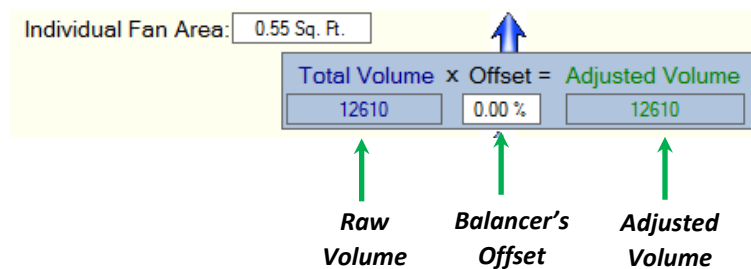 Individual Fan Area: 0.55 Sq. Ft.
Total Volume x Offset = Adjusted Volume
12610 0.00 % 12610
Raw Volume
Balancer's Offset
Adjusted Volume